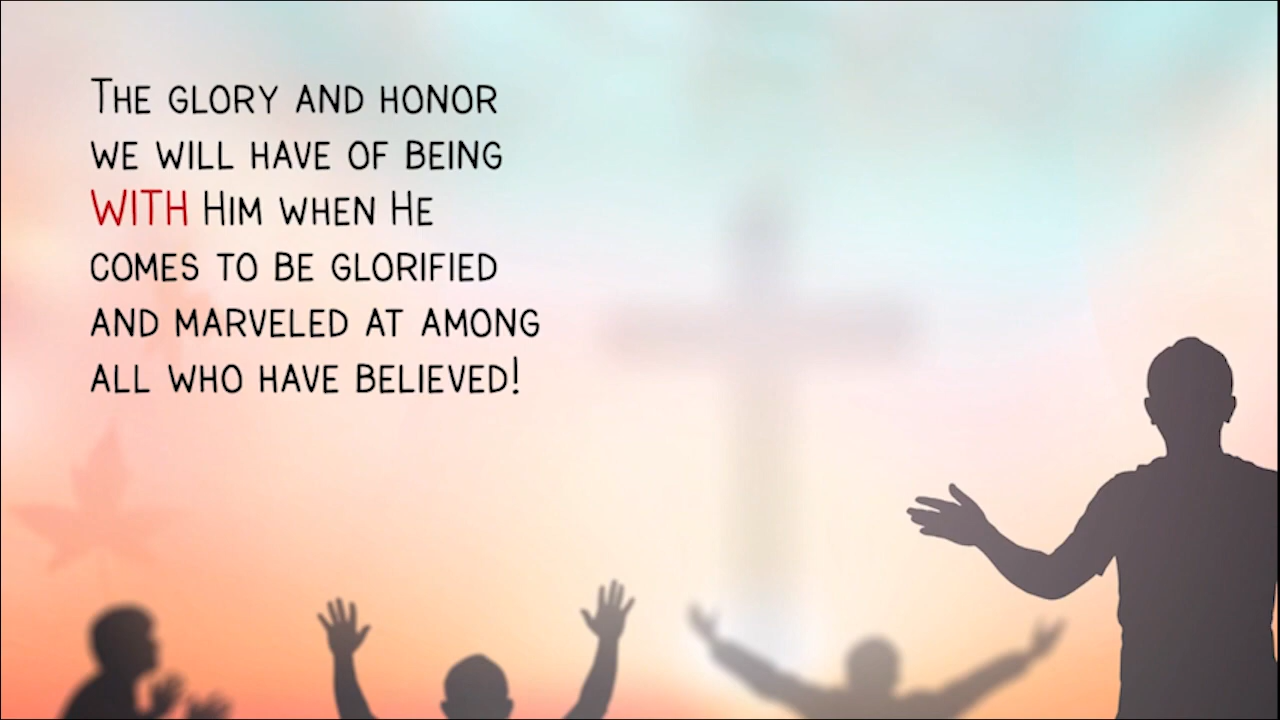 The glory and honor
we will have of being
WITH Him when He
comes to be glorified
and marveled at among
all who have believed!